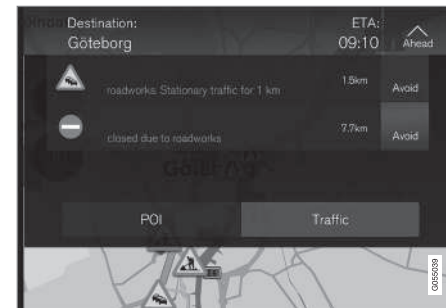 Destination:
Göteborg
ETA:
09:10
Ahead
roadworks Stationary traffic for 1 km
1.5km
Avoid
closed due to roadworks
7.7km
Avoid
POI
Traffic
G055039